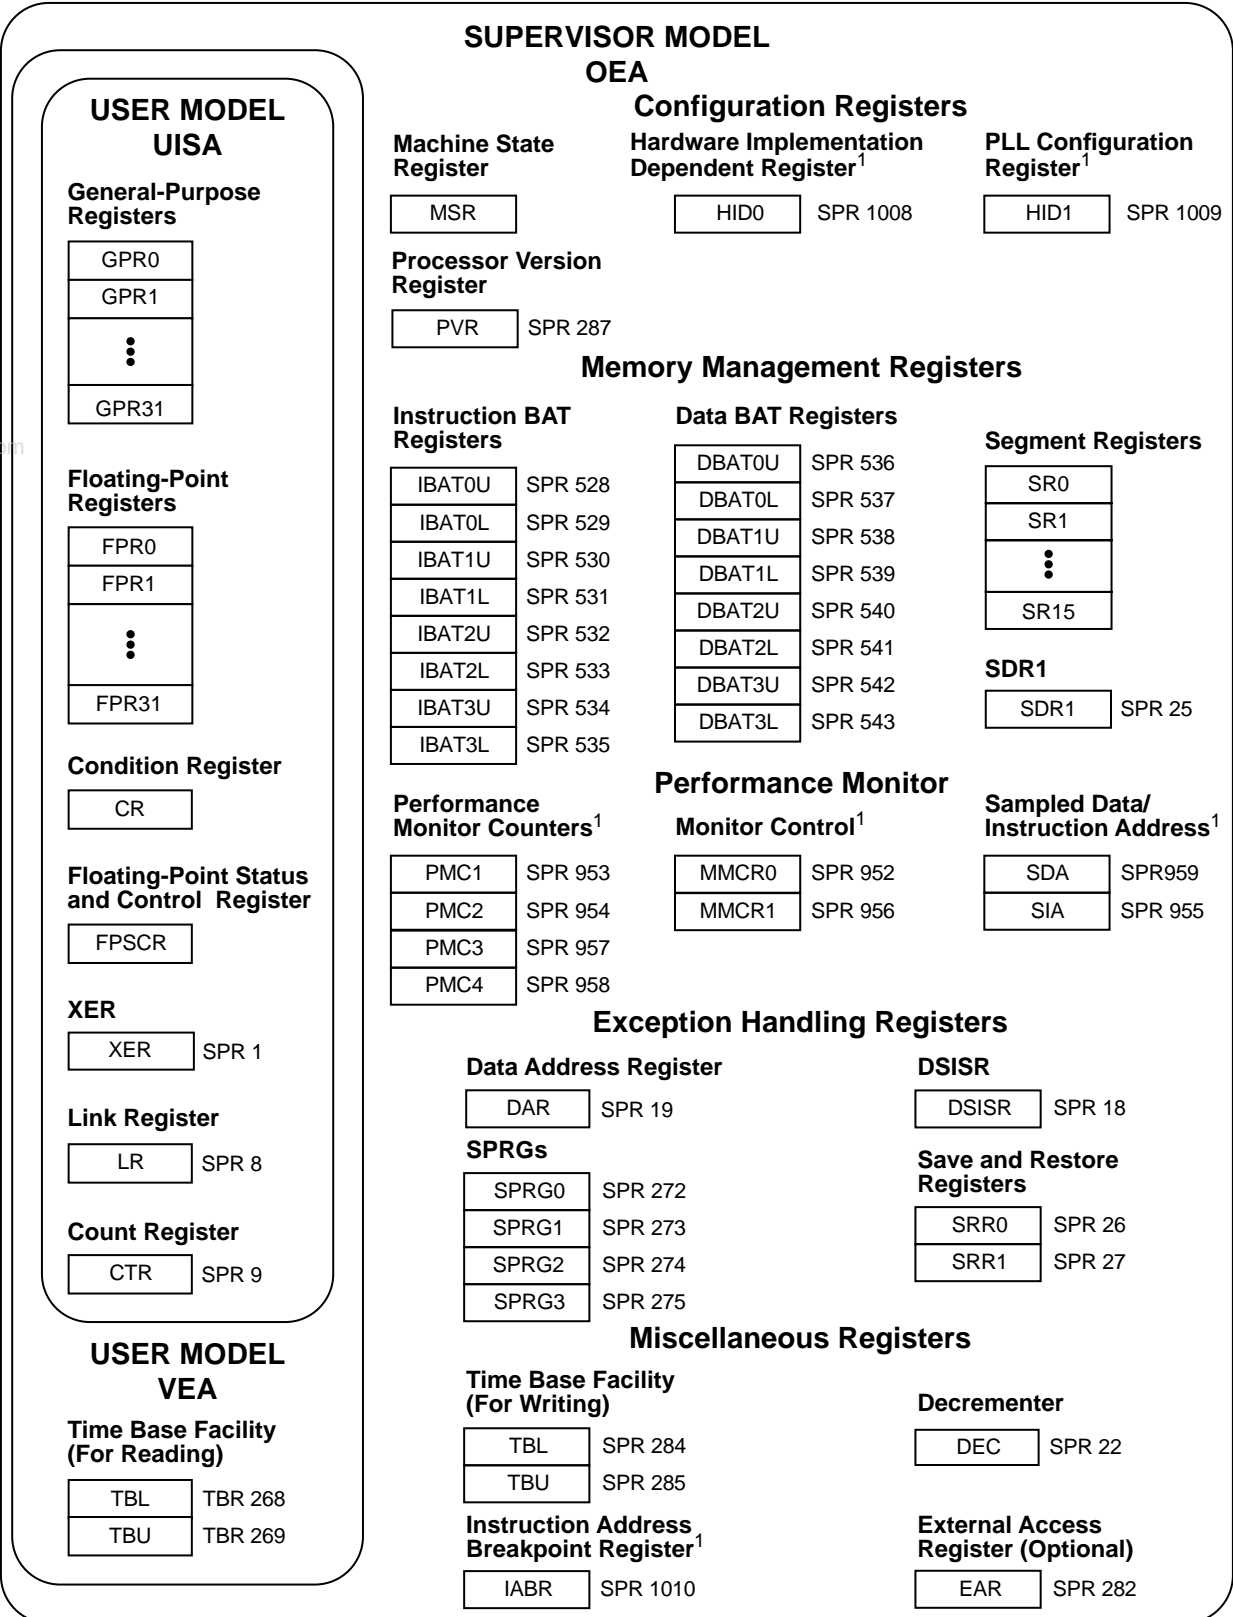 SUPERVISOR MODEL
OEA
USER MODEL
UISA
General-Purpose
Registers
GPR0
GPR1
GPR31
Floating-Point
Registers
FPR0
FPR1
FPR31
Condition Register
CR
Floating-Point Status
and Control Register
FPSCR
XER
XER SPR 1
Link Register
LR SPR 8
Count Register
CTR SPR 9
USER MODEL
VEA
Time Base Facility
(For Reading)
TBL TBR 268
TBU TBR 269
Configuration Registers
Machine State
Register
MSR
Hardware Implementation
Dependent Register1
HID0 SPR 1008
PLL Configuration
Register1
HID1 SPR 1009
Processor Version
Register
PVR SPR 287
Memory Management Registers
Instruction BAT
Registers
IBAT0U SPR 528
IBAT0L SPR 529
IBAT1U SPR 530
IBAT1L SPR 531
IBAT2U SPR 532
IBAT2L SPR 533
IBAT3U SPR 534
IBAT3L SPR 535
Data BAT Registers
DBAT0U SPR 536
DBAT0L SPR 537
DBAT1U SPR 538
DBAT1L SPR 539
DBAT2U SPR 540
DBAT2L SPR 541
DBAT3U SPR 542
DBAT3L SPR 543
Segment Registers
SR0
SR1
SR15
SDR1
SDR1 SPR 25
Performance Monitor
Performance
Monitor Counters1
PMC1 SPR 953
PMC2 SPR 954
PMC3 SPR 957
PMC4 SPR 958
Monitor Control1
MMCR0 SPR 952
MMCR1 SPR 956
Sampled Data/
Instruction Address1
SDA SPR959
SIA SPR 955
Exception Handling Registers
Data Address Register
DAR SPR 19
SPRGs
SPRG0 SPR 272
SPRG1 SPR 273
SPRG2 SPR 274
SPRG3 SPR 275
DSISR
DSISR SPR 18
Save and Restore
Registers
SRR0 SPR 26
SRR1 SPR 27
Miscellaneous Registers
Time Base Facility
(For Writing)
TBL SPR 284
TBU SPR 285
Decrementer
DEC SPR 22
Instruction Address
Breakpoint Register1
IABR SPR 1010
External Access
Register (Optional)
EAR SPR 282